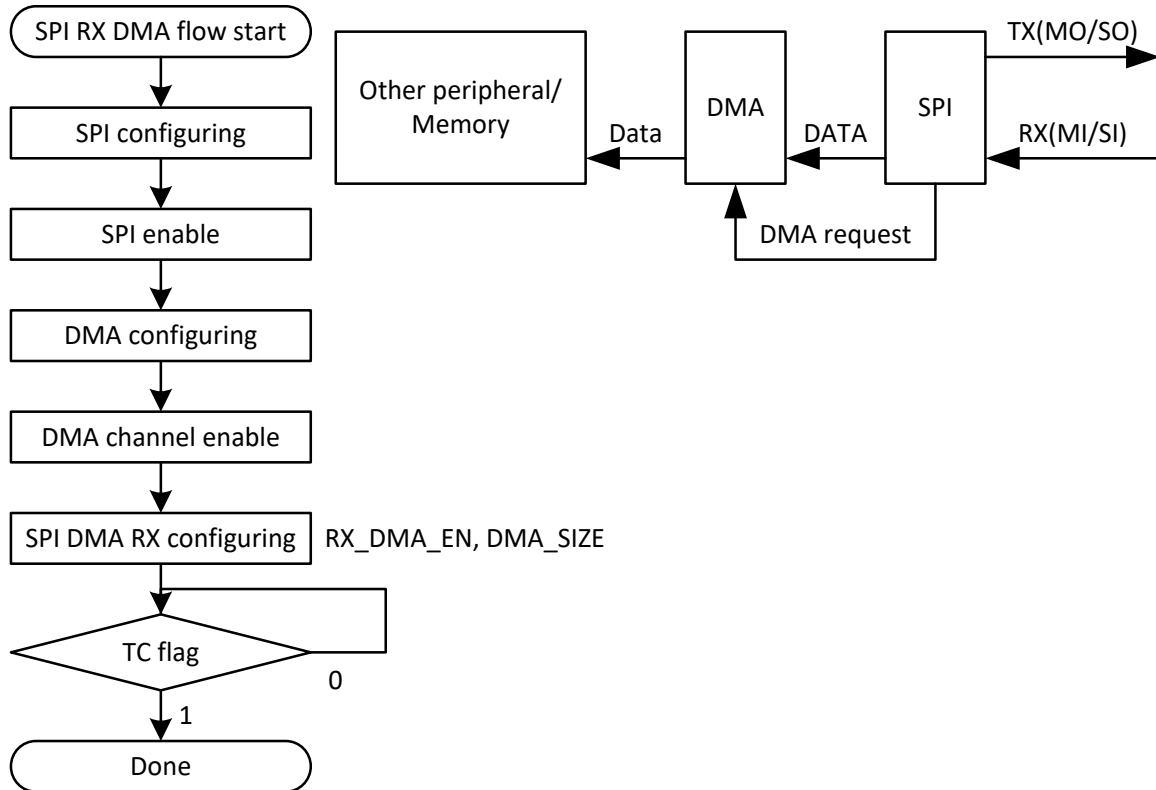 SPI RX DMA flow start
SPI configuring
SPI enable
DMA configuring
DMA channel enable
SPI DMA RX configuring
RX_DMA_EN, DMA_SIZE
TC flag
0
1
Done
Other peripheral/
Memory
Data
DMA
DATA
SPI
TX(MO/SO)
RX(MI/SI)
DMA request